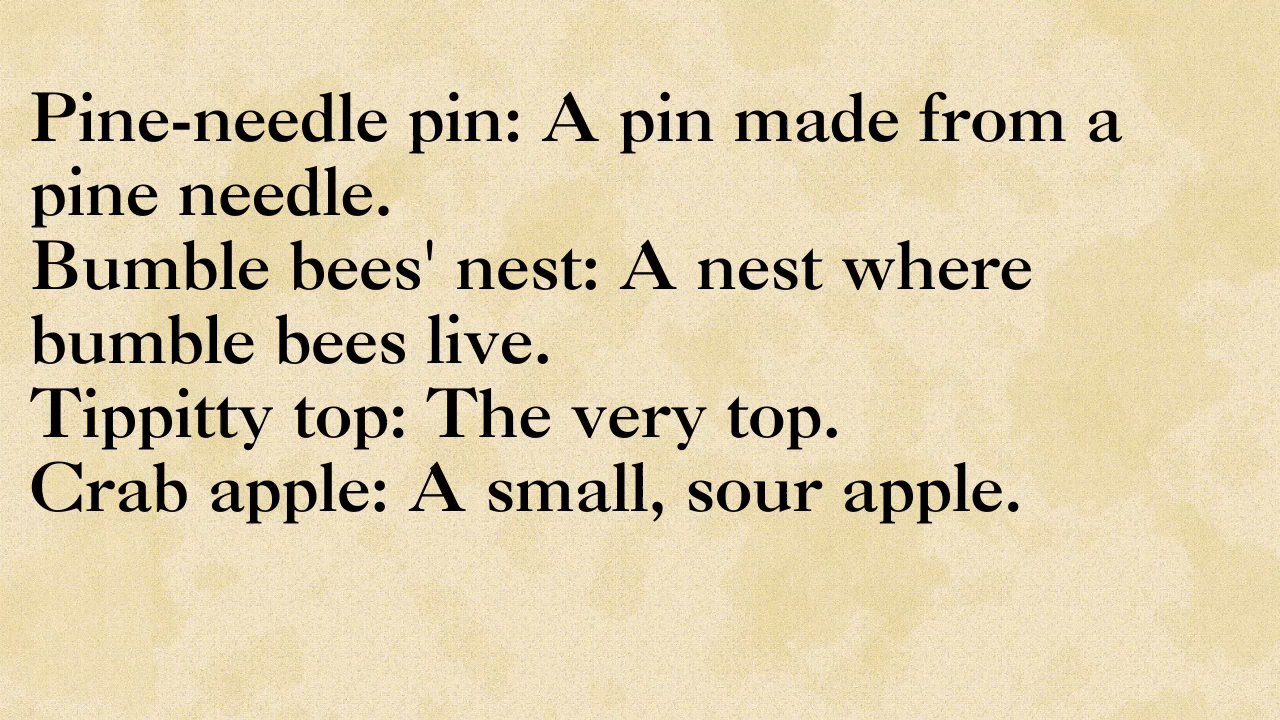 Pine-needle pin: A pin made from a
pine needle.
Bumble bees' nest: A nest where
bumble bees live.
Tippitty top: The very top.
Crab apple: A small, sour apple.